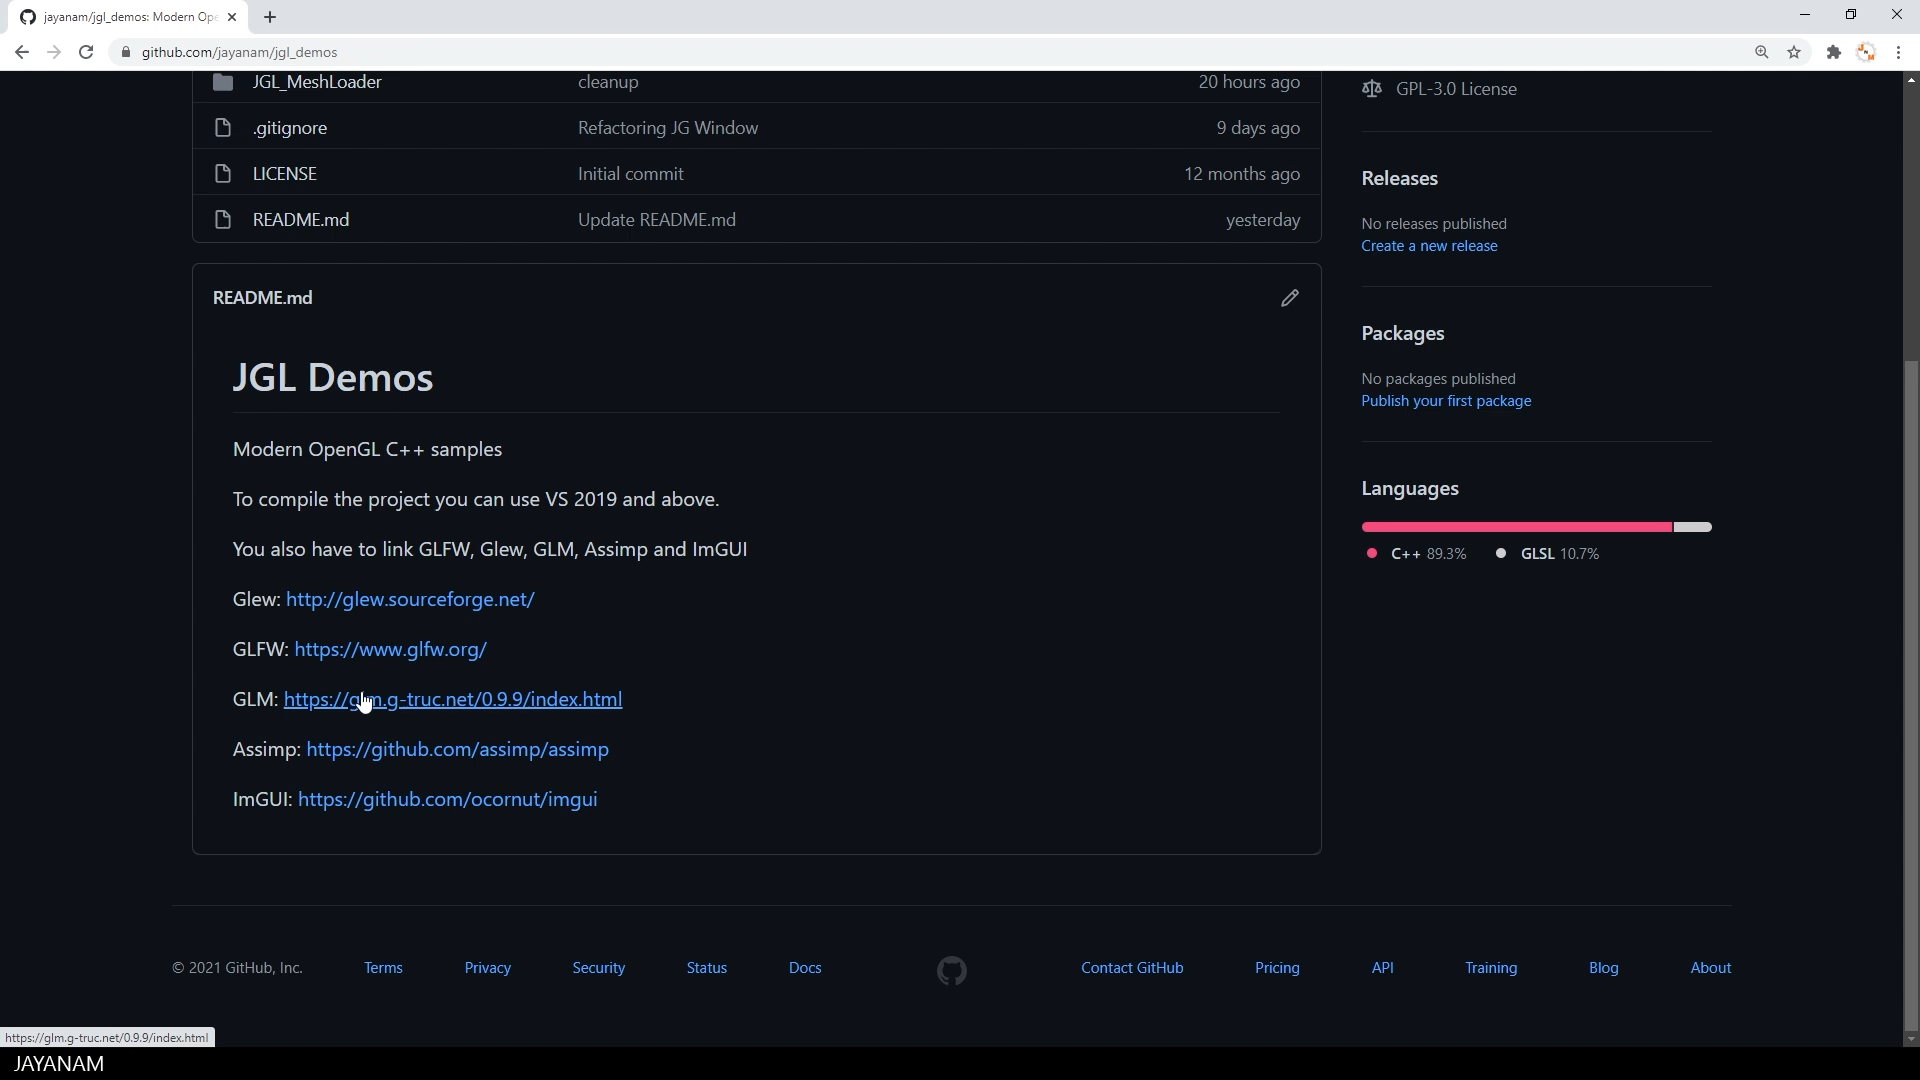 jayanam/jgl_demos: Modern Ope
github.com/jayanam/jgl_demos
JGL_MeshLoader cleanup 20 hours ago
.gitignore Refactoring JG Window 9 days ago
LICENSE Initial commit 12 months ago
README.md Update README.md yesterday
README.md
JGL Demos
Modern OpenGL C++ samples
To compile the project you can use VS 2019 and above.
You also have to link GLFW, Glew, GLM, Assimp and ImGUI
Glew: http://glew.sourceforge.net/
GLFW: https://www.glfw.org/
GLM: https://glm.g-truc.net/0.9.9/index.html
Assimp: https://github.com/assimp/assimp
ImGUI: https://github.com/ocornut/imgui
GPL-3.0 License
Releases
No releases published
Create a new release
Packages
No packages published
Publish your first package
Languages
C++ 89.3% GLSL 10.7%
© 2021 GitHub, Inc. Terms Privacy Security Status Docs Contact GitHub Pricing API Training Blog About
https://glm.g-truc.net/0.9.9/index.html
JAYANAM